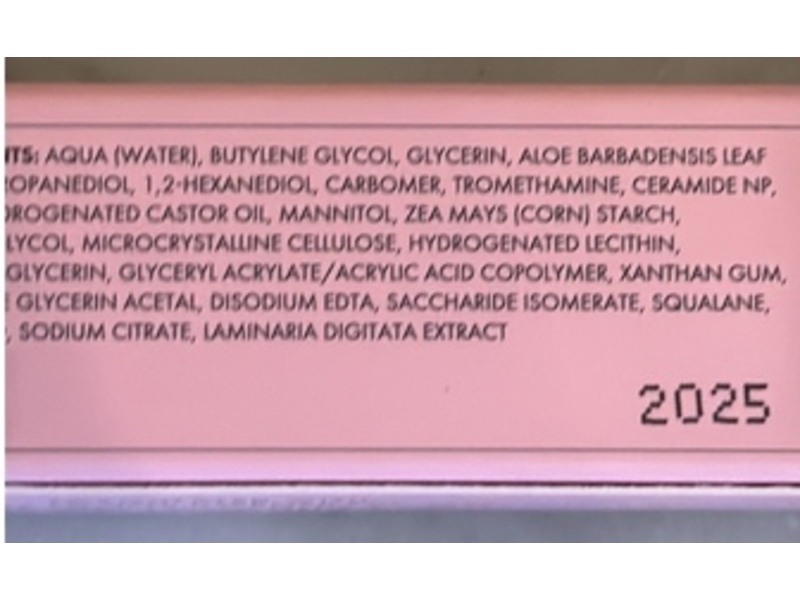 ITS: AQUA (WATER), BUTYLENE GLYCOL, GLYCERIN, ALOE BARBADENSIS LEAF
OPANEDIOL, 1,2-HEXANEDIOL, CARBOMER, TROMETHAMINE, CERAMIDE NP,
DROGENATED CASTOR OIL, MANNITOL, ZEA MAYS (CORN) STARCH,
LYCOL, MICROCRYSTALLINE CELLULOSE, HYDROGENATED LECITHIN,
GLYCERIN, GLYCERYL ACRYLATE/ACRYLIC ACID COPOLYMER, XANTHAN GUM,
E GLYCERIN ACETAL, DISODIUM EDTA, SACCHARIDE ISOMERATE, SQUALANE,
, SODIUM CITRATE, LAMINARIA DIGITATA EXTRACT
2025